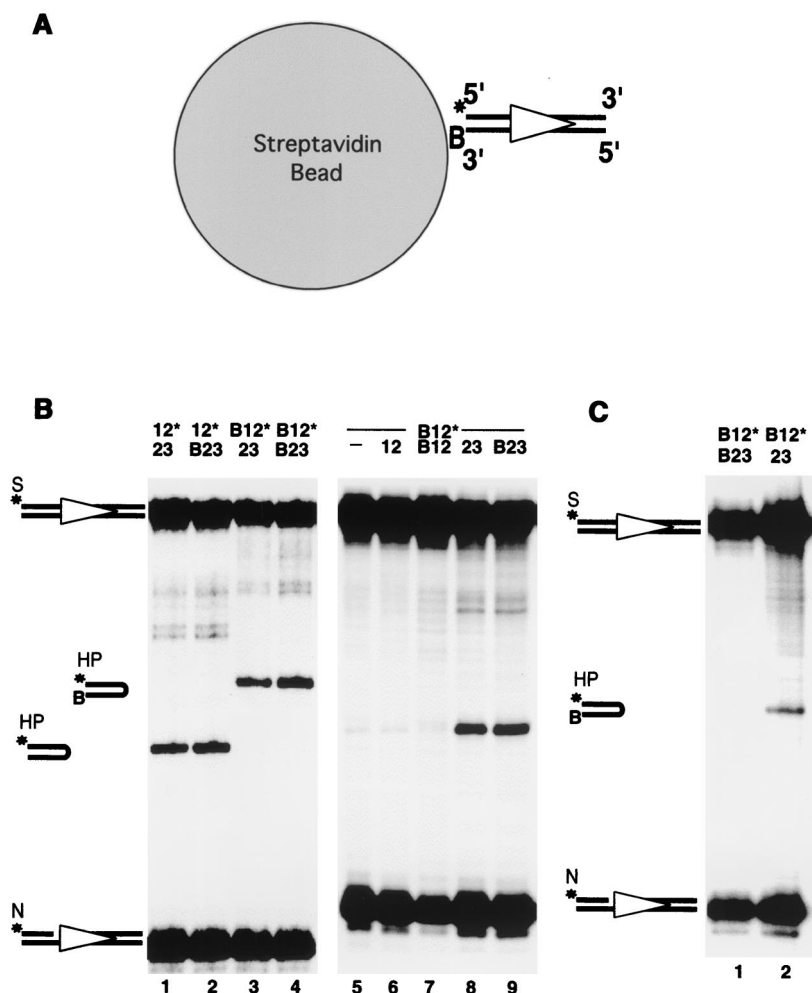 A
5' 3'
*
Streptavidin
Bead
B
3' 5'
B
12* 12* B12* B12*
23 B23 23 B23
B12*
– 12 B12 23 B23
S
*
HP
*
B
HP
*
N
*
1 2 3 4 5 6 7 8 9
C
B12* B12*
B23 23
S
*
HP
*
B
N
*
1 2